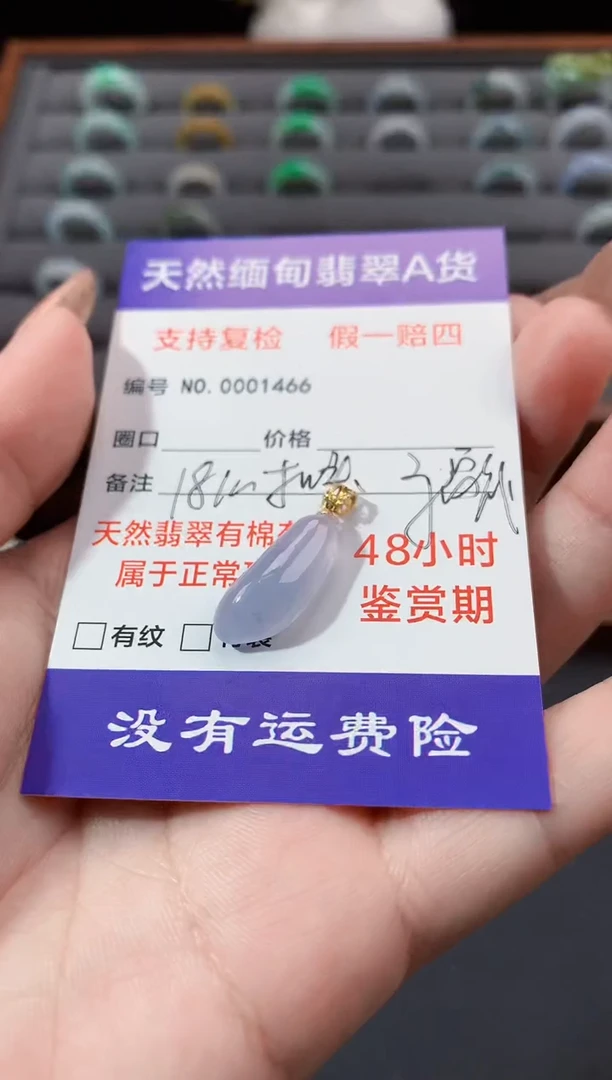 天然缅甸翡翠A货
支持复检 假一赔四
编号 NO.0001466
圈口 价格
备注 18k
天然翡翠有棉
属于正常
48小时
鉴赏期
有纹
没有运费险